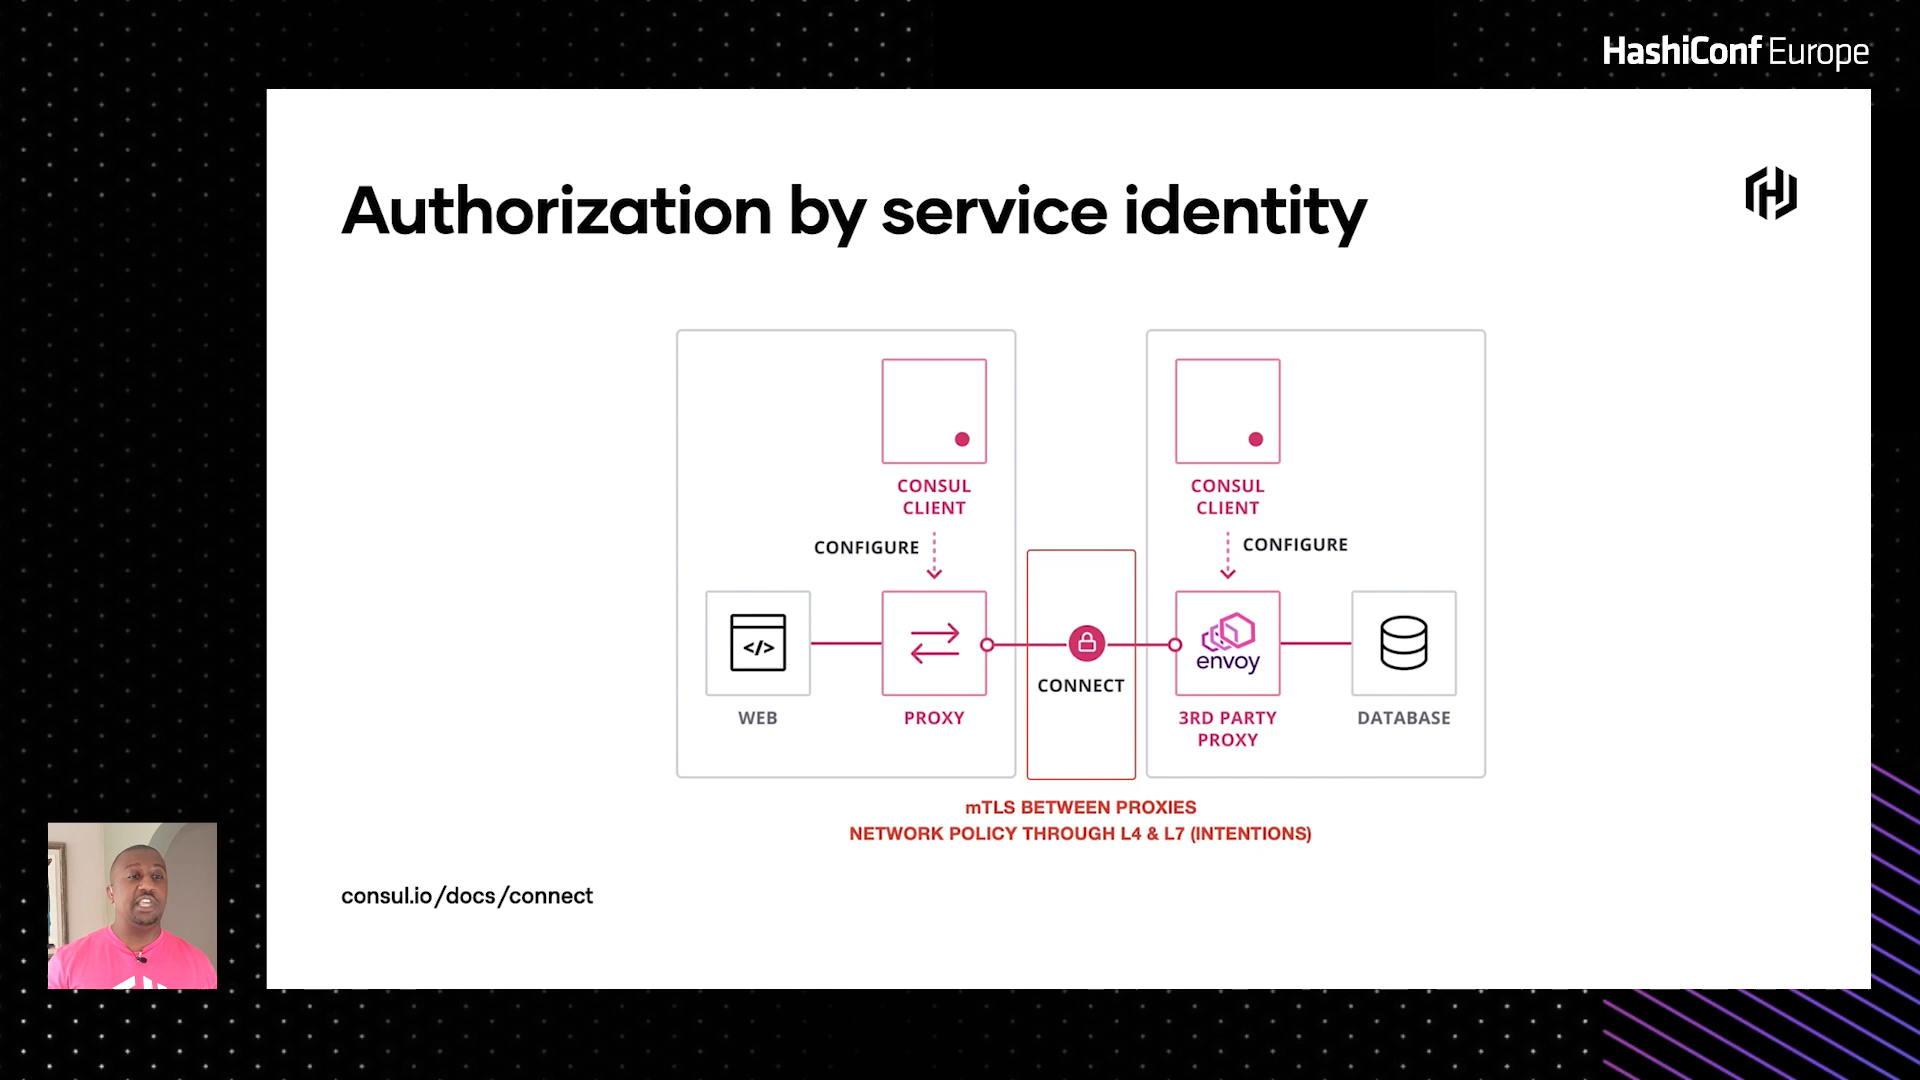 HashiConf Europe
Authorization by service identity
CONSUL
CLIENT
CONSUL
CLIENT
CONFIGURE
CONFIGURE
</>
envoy
CONNECT
WEB
PROXY
3RD PARTY
PROXY
DATABASE
mTLS BETWEEN PROXIES
NETWORK POLICY THROUGH L4 & L7 (INTENTIONS)
consul.io/docs/connect